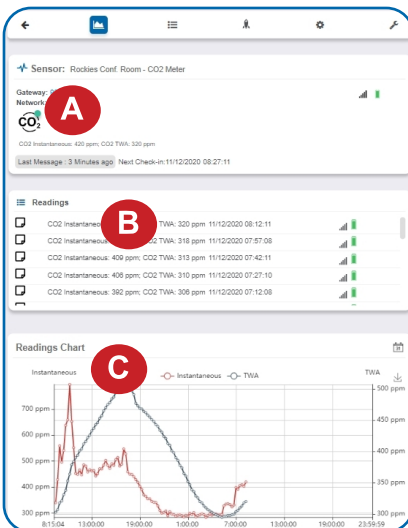 Sensor: Rockies Conf. Room - CO2 Meter
Gateway:
Network:
A
CO2
CO2 Instantaneous: 420 ppm; CO2 TWA: 320 ppm
Last Message : 3 Minutes ago Next Check-in:11/12/2020 08:27:11
Readings
B
CO2 TWA: 320 ppm 11/12/2020 08:12:11
CO2 Instantaneous: CO2 TWA: 318 ppm 11/12/2020 07:57:08
CO2 Instantaneous: 409 ppm; CO2 TWA: 313 ppm 11/12/2020 07:42:11
CO2 Instantaneous: 406 ppm; CO2 TWA: 310 ppm 11/12/2020 07:27:10
CO2 Instantaneous: 392 ppm; CO2 TWA: 306 ppm 11/12/2020 07:12:08
Readings Chart
Instantaneous C Instantaneous TWA TWA
500 ppm
700 ppm
450 ppm
600 ppm
400 ppm
500 ppm
350 ppm
400 ppm
300 ppm 300 ppm
8:15:04 13:00:00 19:00:00 1:00:00 7:00:00 13:00:00 19:00:00 23:59:59